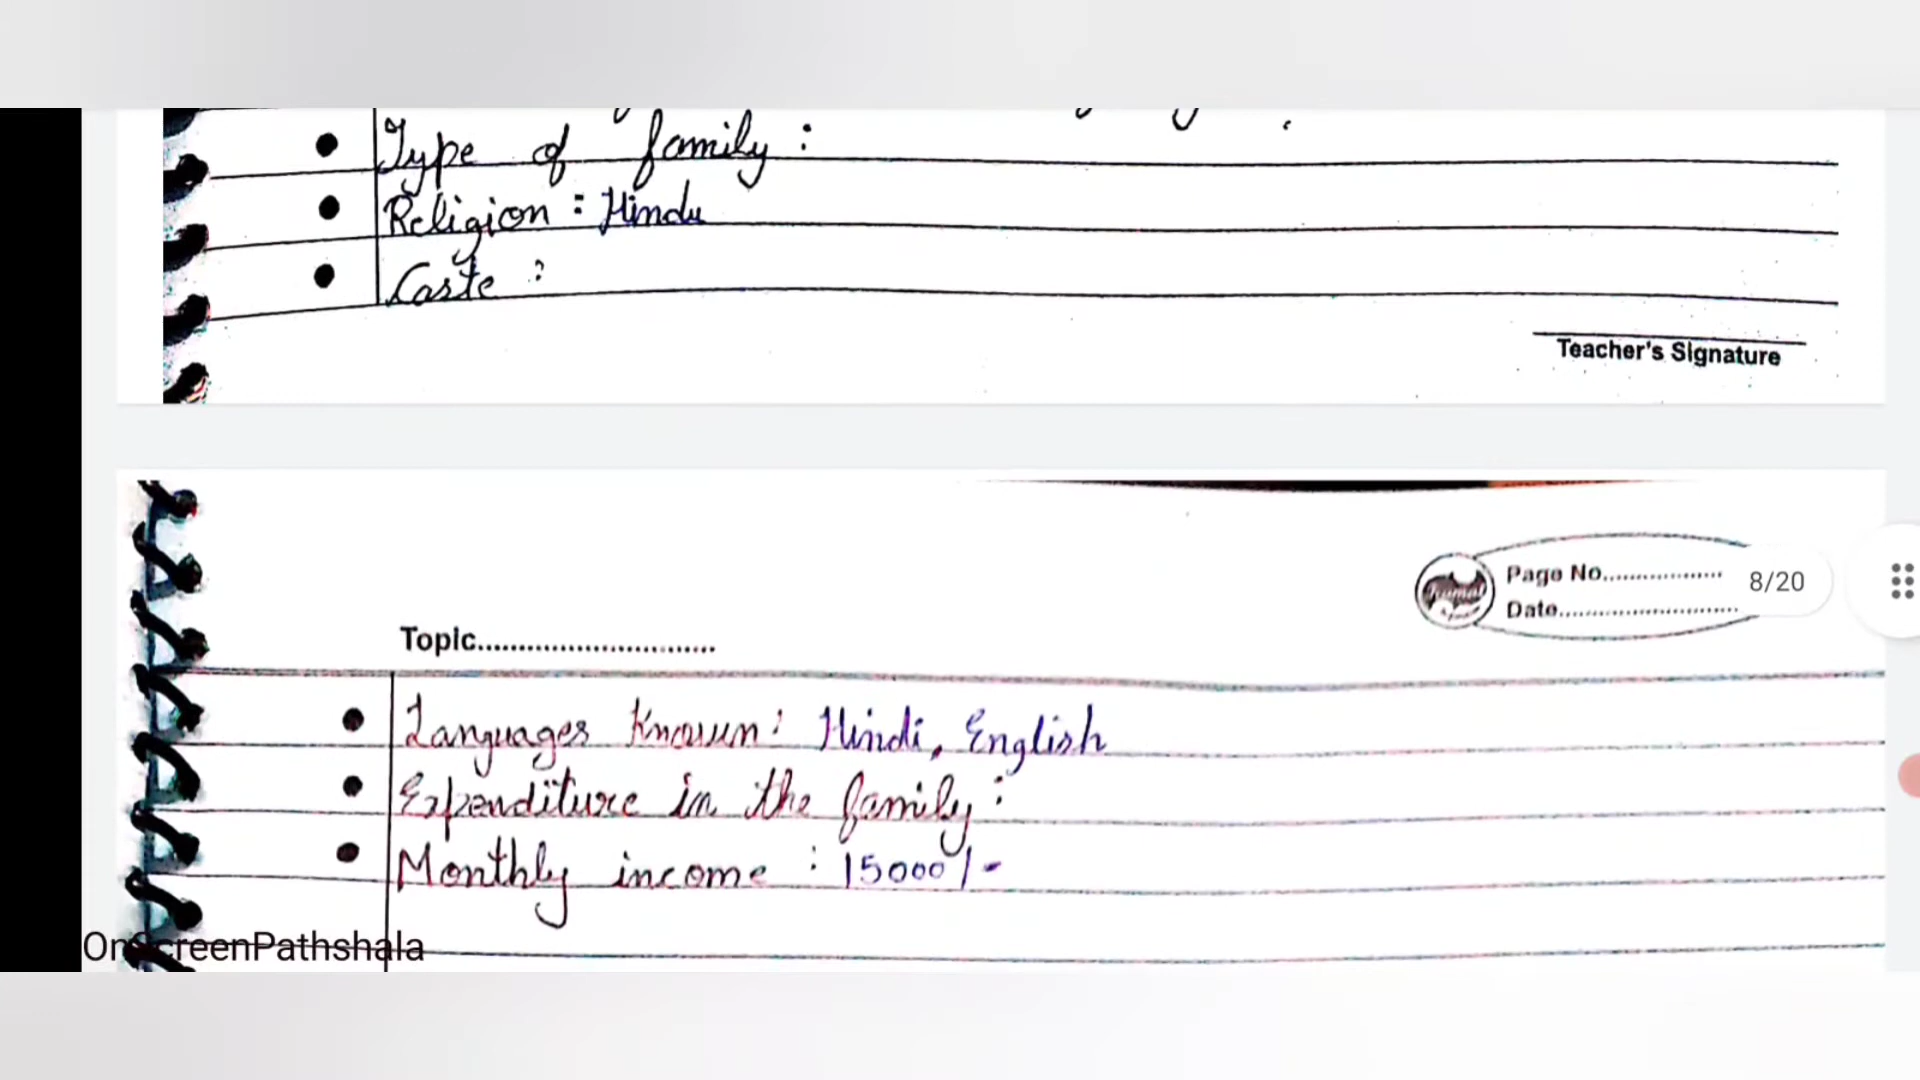 Type of family :
Religion : Hindu
Caste :
Teacher's Signature
Page No..................
8/20
Date..........................
Topic.............................
Languages Known : Hindi, English
Expenditure in the family :
Monthly income : 15000/-
OnScreenPathshala